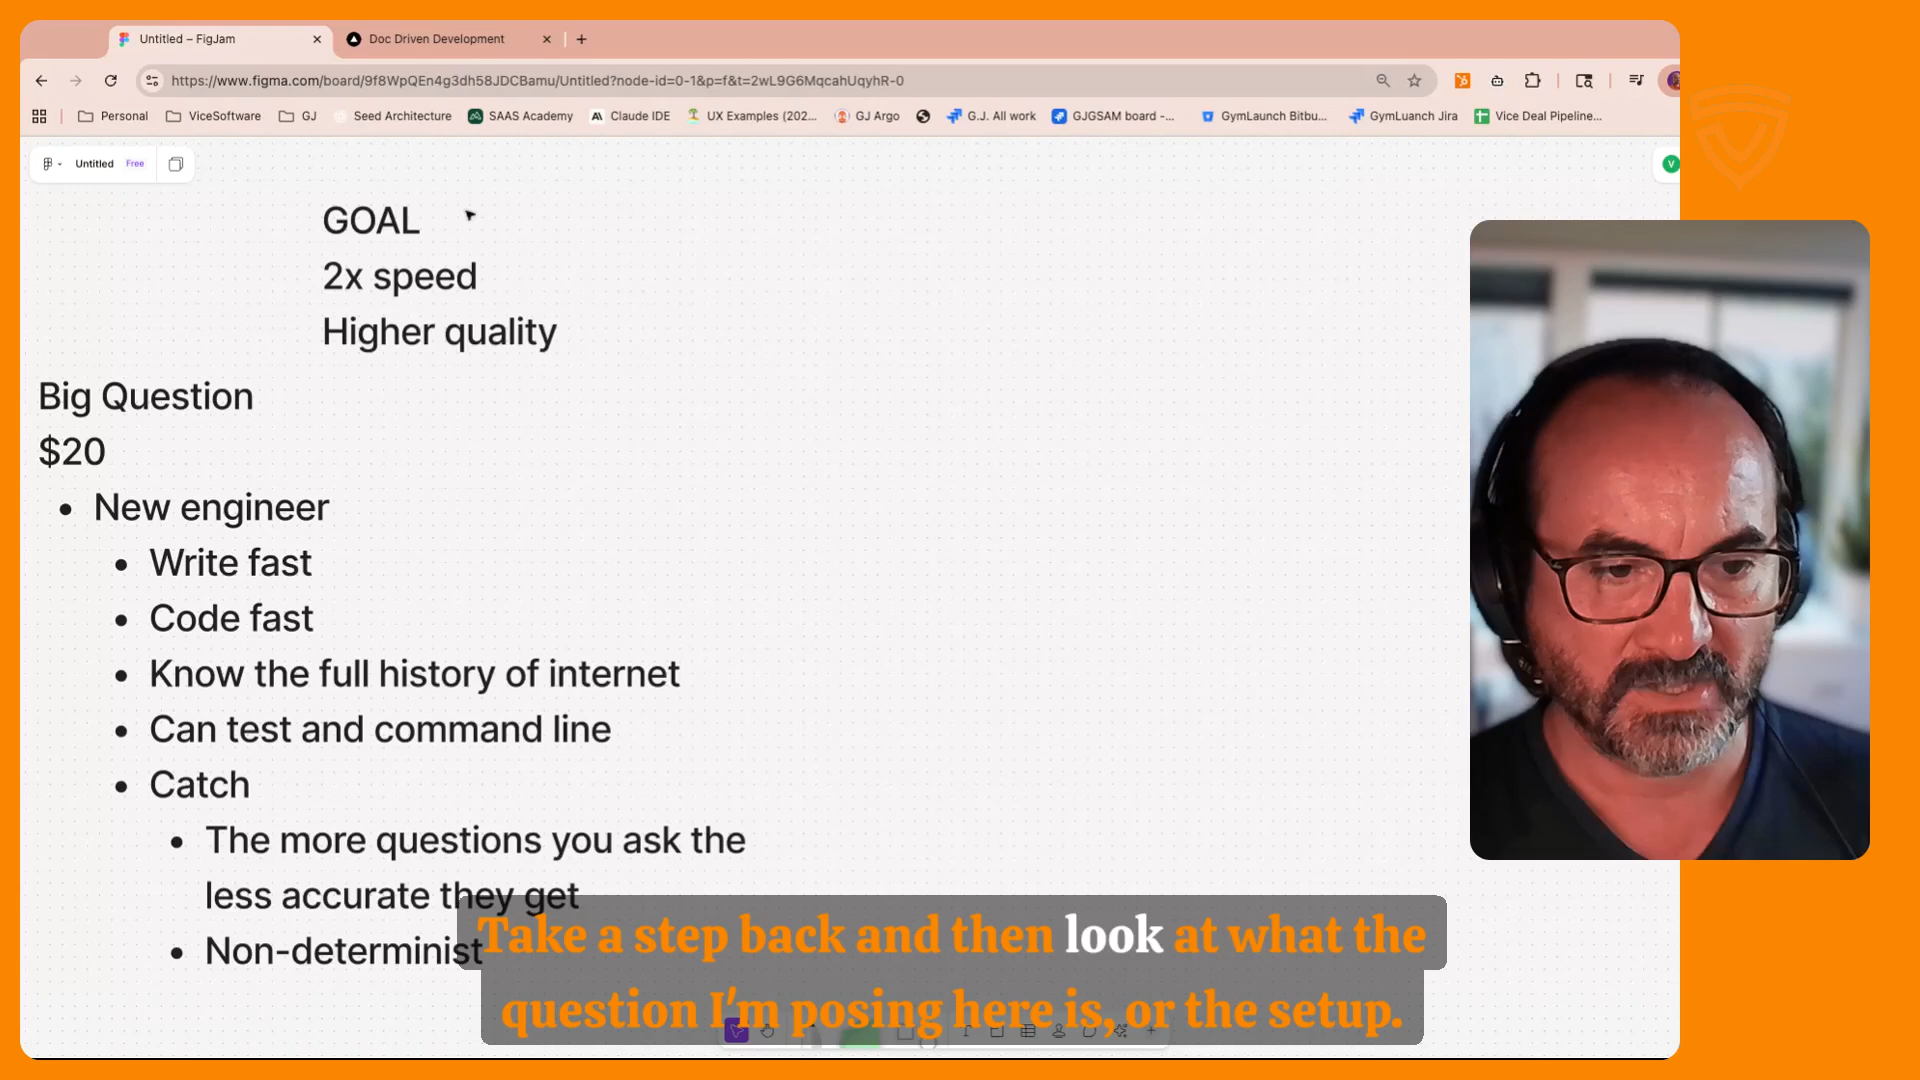 Untitled – FigJam
Doc Driven Development
https://www.figma.com/board/9f8WpQEn4g3dh58JDCBamu/Untitled?node-id=0-1&p=f&t=2wL9G6MqcahUqyhR-0
Personal
ViceSoftware
GJ
Seed Architecture
SAAS Academy
Claude IDE
UX Examples (202...
GJ Argo
G.J. All work
GJGSAM board -...
GymLaunch Bitbu...
GymLuanch Jira
Vice Deal Pipeline...
Untitled Free
V
GOAL
2x speed
Higher quality
Big Question
$20
• New engineer
• Write fast
• Code fast
• Know the full history of internet
• Can test and command line
• Catch
• The more questions you ask the
less accurate they get
• Non-determinist
Take a step back and then look at what the
question I'm posing here is, or the setup.